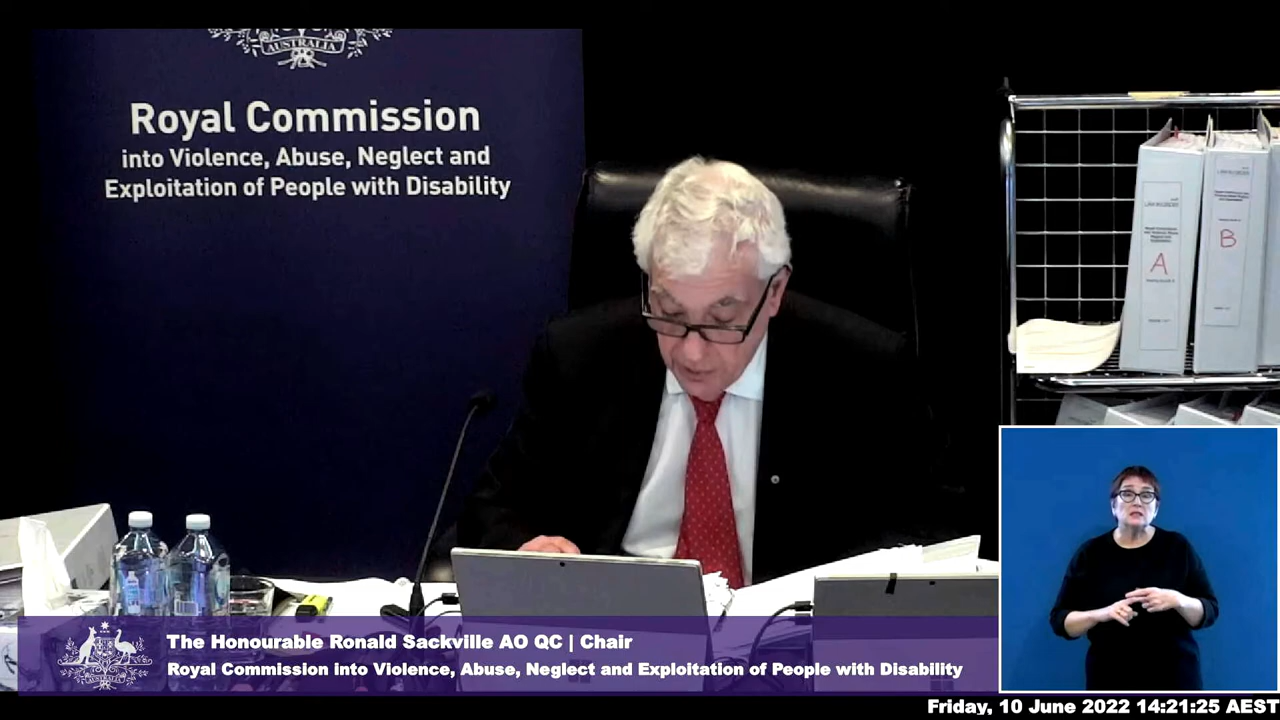 AUSTRALIA
Royal Commission
into Violence, Abuse, Neglect and
Exploitation of People with Disability
A
B
The Honourable Ronald Sackville AO QC | Chair
Royal Commission into Violence, Abuse, Neglect and Exploitation of People with Disability
Friday, 10 June 2022 14:21:25 AEST